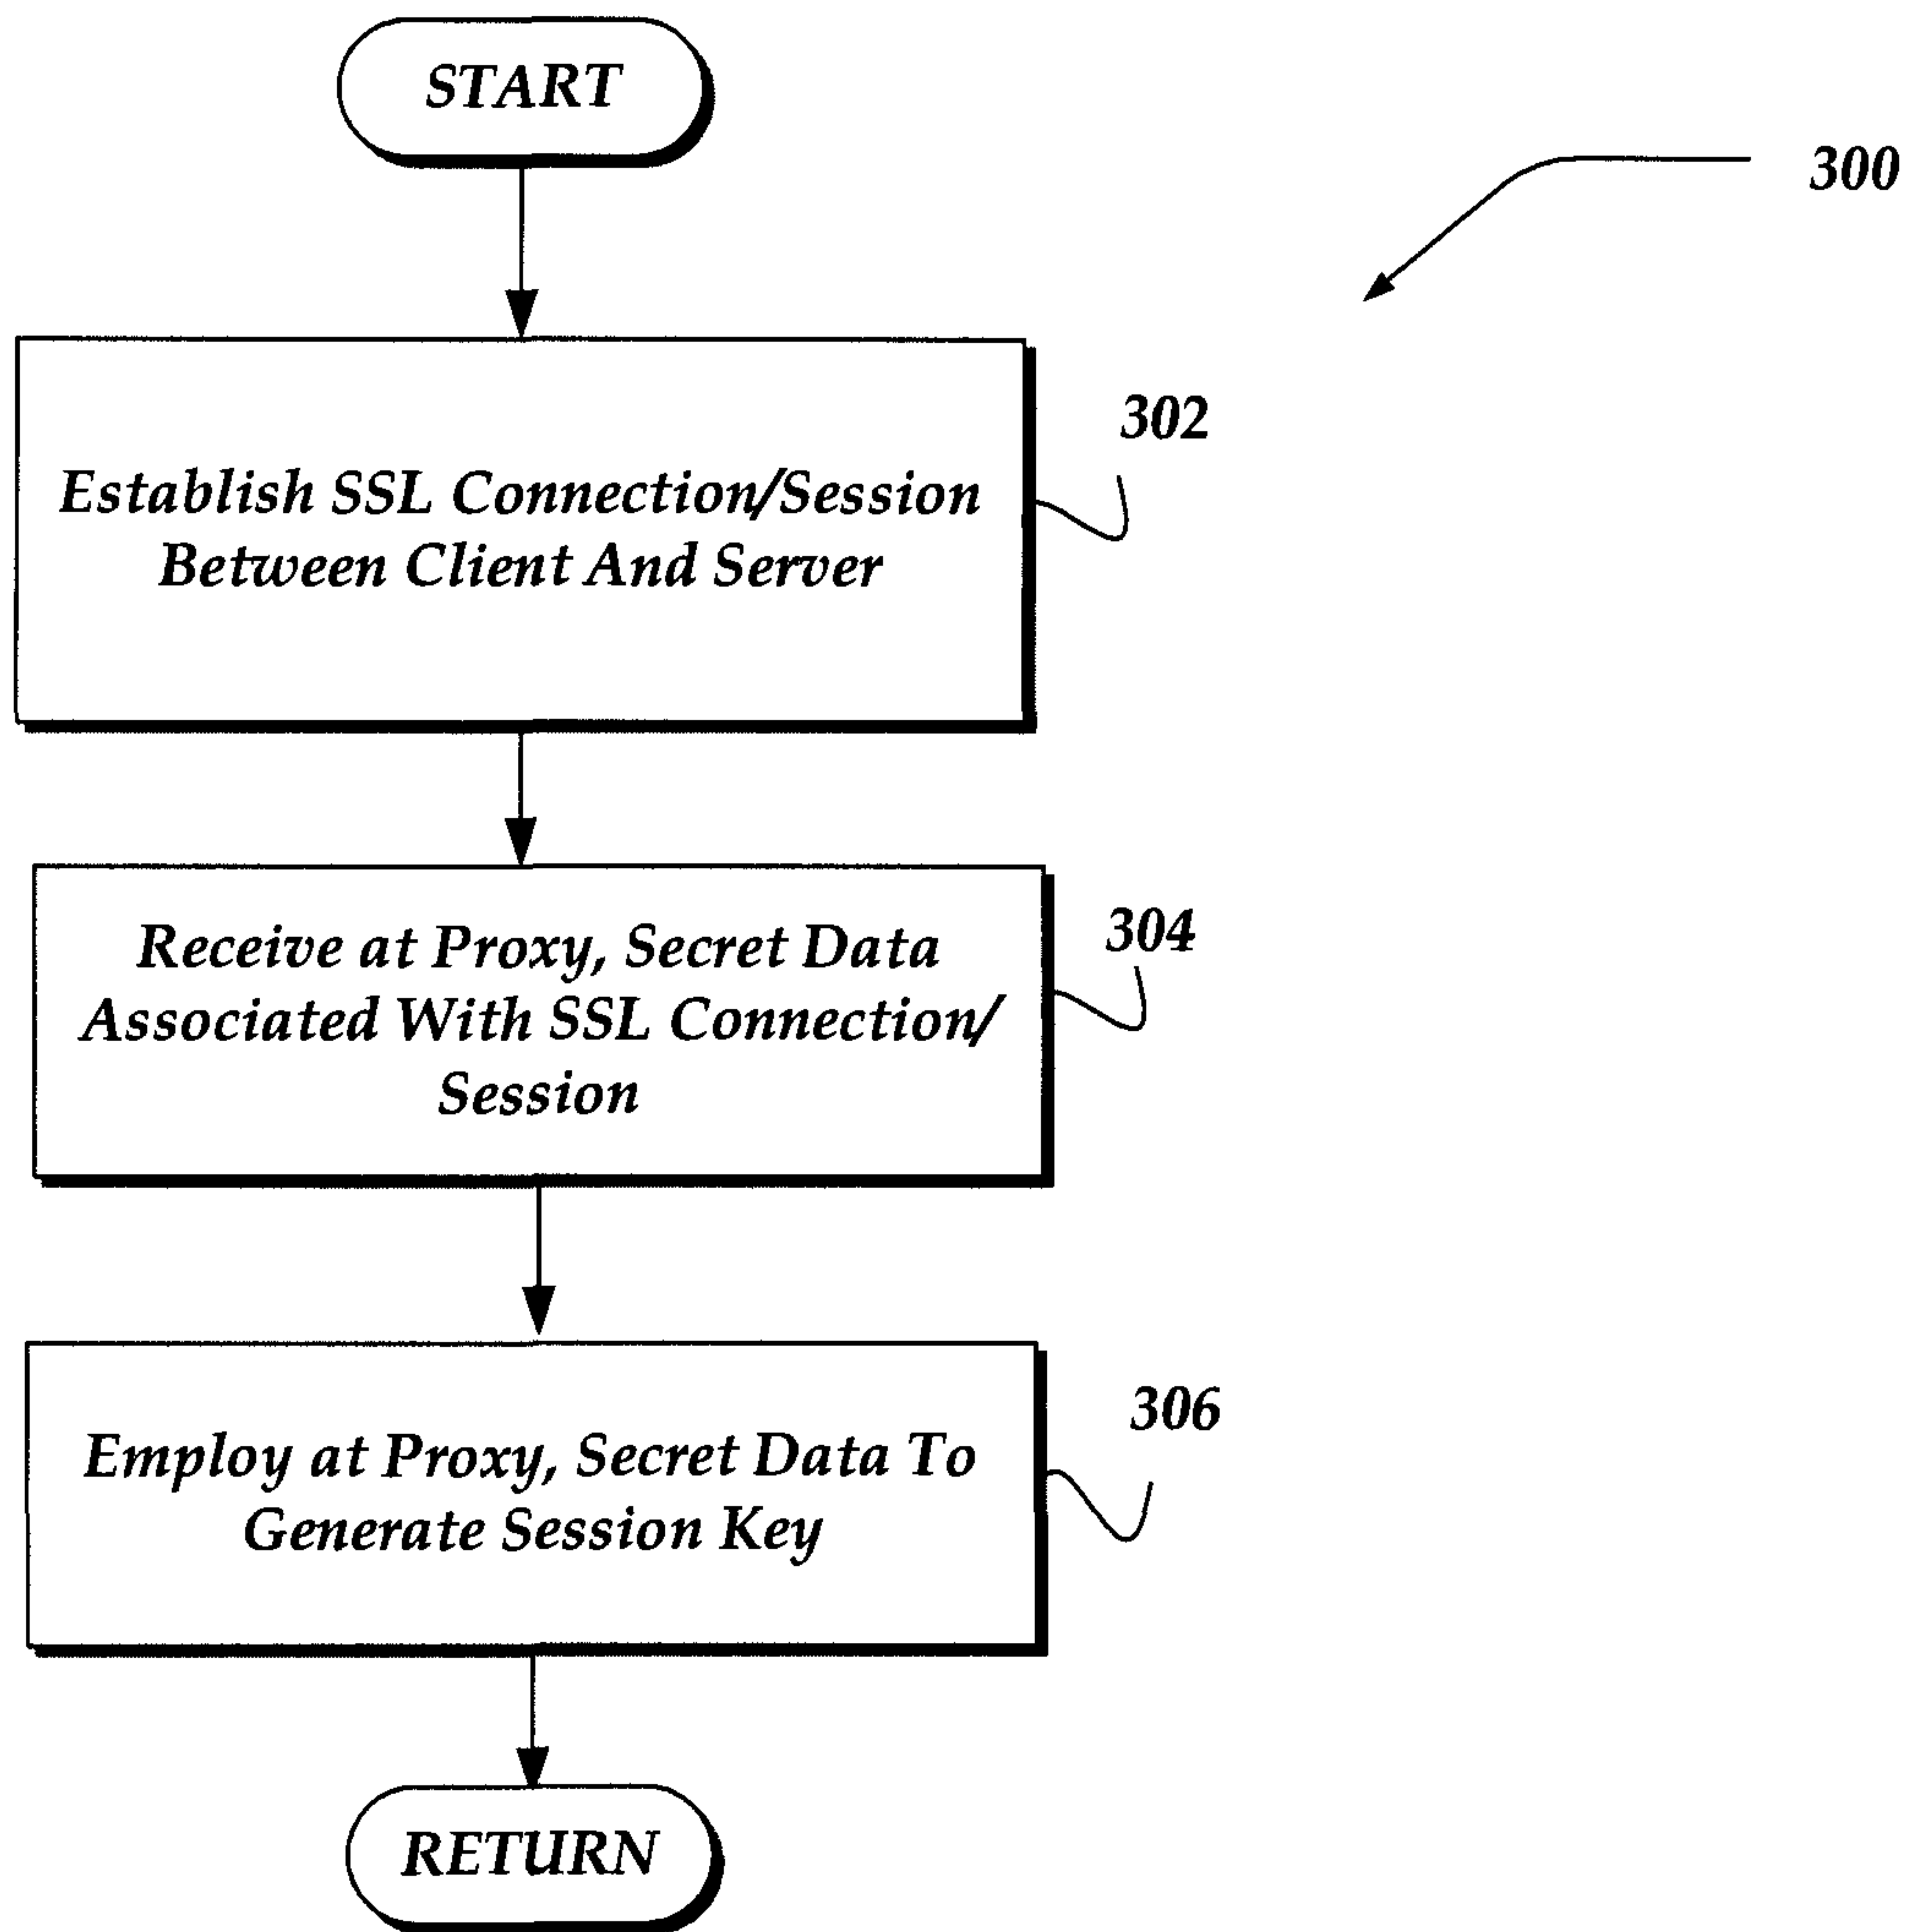 START
300
302
Establish SSL Connection/Session
Between Client And Server
304
Receive at Proxy, Secret Data
Associated With SSL Connection/
Session
306
Employ at Proxy, Secret Data To
Generate Session Key
RETURN